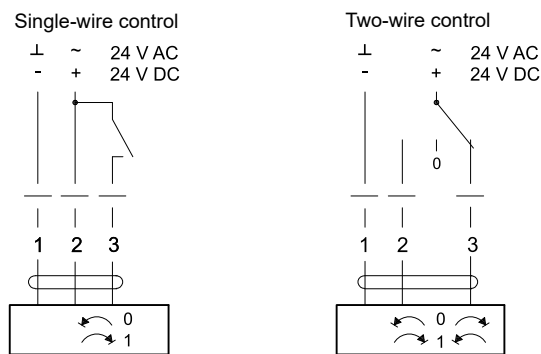 Single-wire control
⊥ ~ 24 V AC
- + 24 V DC
1 2 3
0
1
Two-wire control
⊥ ~ 24 V AC
- + 24 V DC
0
1 2 3
0
1